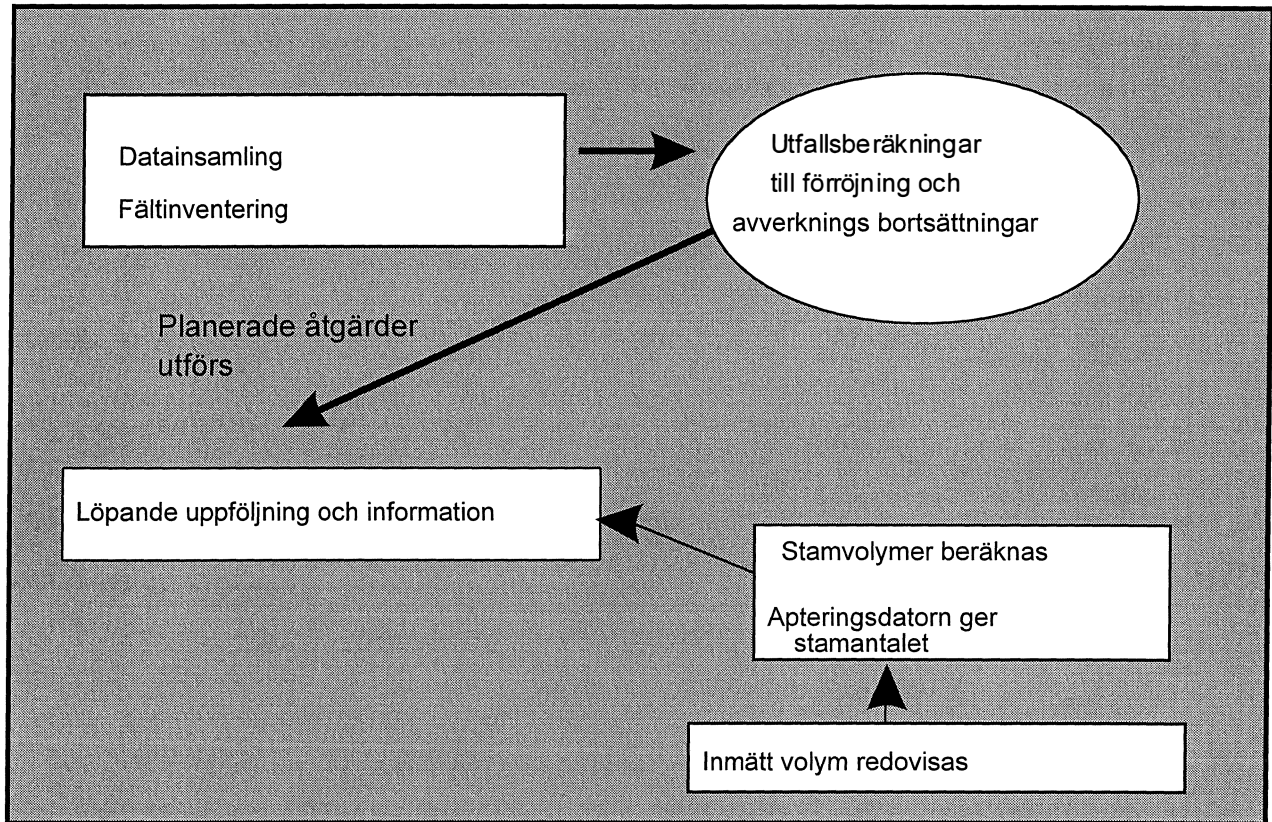 Datainsamling
Fältinventering
Utfallsberäkningar
till förröjning och
avverknings bortsättningar
Planerade åtgärder
utförs
Löpande uppföljning och information
Stamvolymer beräknas
Apteringsdatorn ger
stamantalet
Inmätt volym redovisas